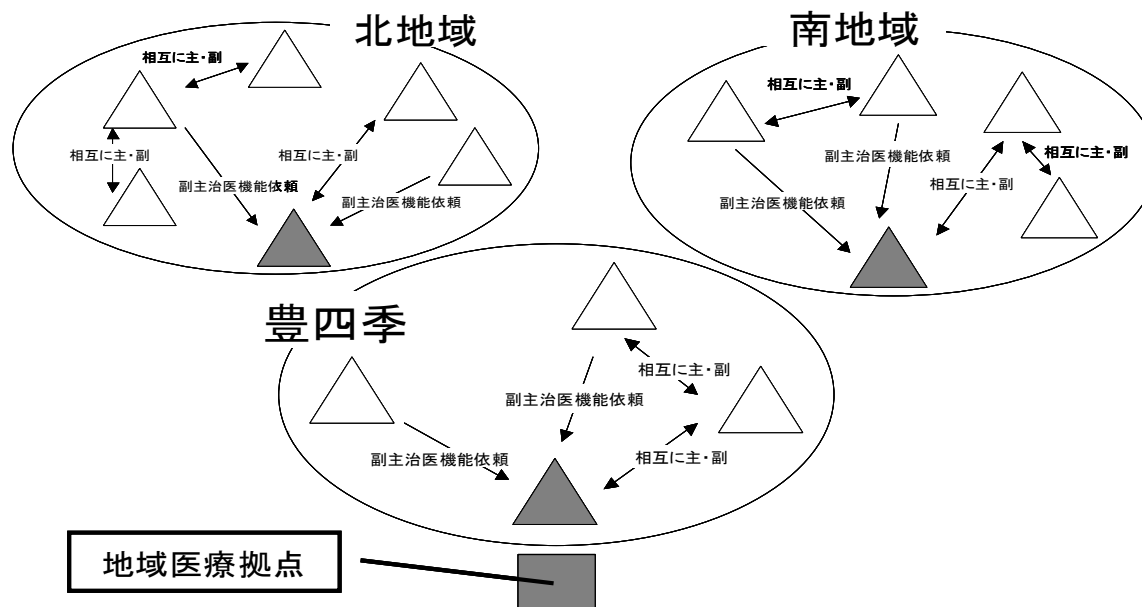 北地域
相互に主・副
相互に主・副
相互に主・副
副主治医機能依頼
副主治医機能依頼
南地域
相互に主・副
副主治医機能依頼
相互に主・副
相互に主・副
副主治医機能依頼
豊四季
相互に主・副
副主治医機能依頼
副主治医機能依頼
相互に主・副
地域医療拠点